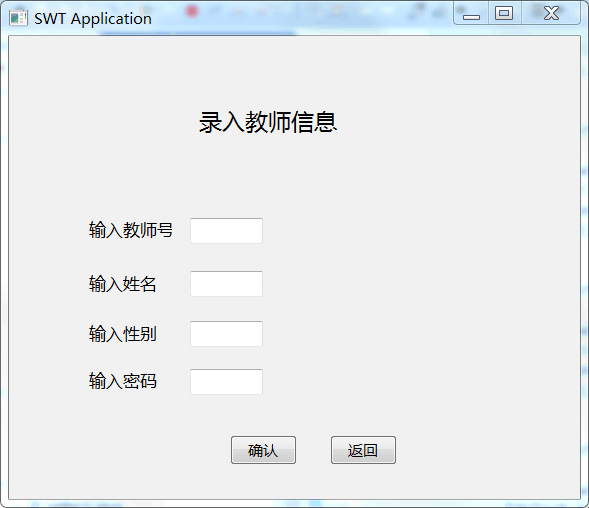 SWT Application
录入教师信息
输入教师号
输入姓名
输入性别
输入密码
确认 返回